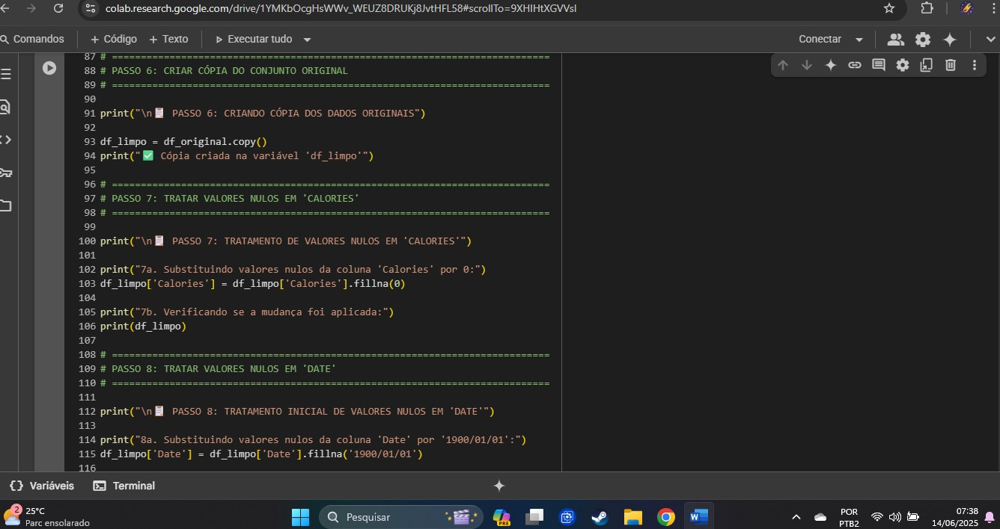 colab.research.google.com/drive/1YMKbOcgHsWWv_WEUZ8DRUKj8JvtHFL58#scrollTo=9XHIHtXGVVsl
Comandos + Código + Texto Executar tudo Conectar
87 # ============================================================================
88 # PASSO 6: CRIAR CÓPIA DO CONJUNTO ORIGINAL
89 # ============================================================================
90
91 print("\n📋 PASSO 6: CRIANDO CÓPIA DOS DADOS ORIGINAIS")
92
93 df_limpo = df_original.copy()
94 print("✅ Cópia criada na variável 'df_limpo'")
95
96 # ============================================================================
97 # PASSO 7: TRATAR VALORES NULOS EM 'CALORIES'
98 # ============================================================================
99
100 print("\n📋 PASSO 7: TRATAMENTO DE VALORES NULOS EM 'CALORIES'")
101
102 print("7a. Substituindo valores nulos da coluna 'Calories' por 0:")
103 df_limpo['Calories'] = df_limpo['Calories'].fillna(0)
104
105 print("7b. Verificando se a mudança foi aplicada:")
106 print(df_limpo)
107
108 # ============================================================================
109 # PASSO 8: TRATAR VALORES NULOS EM 'DATE'
110 # ============================================================================
111
112 print("\n📋 PASSO 8: TRATAMENTO INICIAL DE VALORES NULOS EM 'DATE'")
113
114 print("8a. Substituindo valores nulos da coluna 'Date' por '1900/01/01':")
115 df_limpo['Date'] = df_limpo['Date'].fillna('1900/01/01')
116
{} Variáveis Terminal
2 25°C
Parc ensolarado
Pesquisar
PRE
POR
PTB2
07:38
14/06/2025